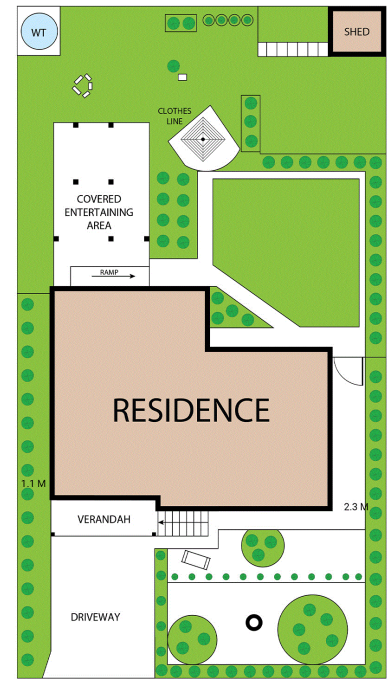 WT
SHED
CLOTHES
LINE
COVERED
ENTERTAINING
AREA
RAMP
RESIDENCE
1.1 M
2.3 M
VERANDAH
DRIVEWAY